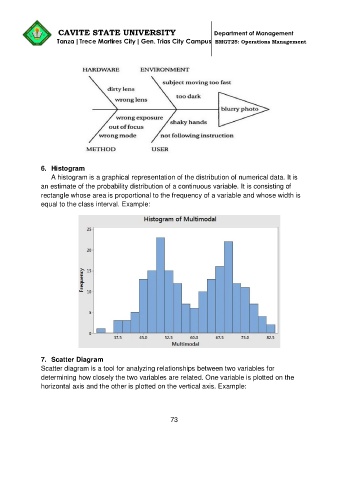 CAVITE STATE UNIVERSITY Department of Management
Tanza |Trece Martires City | Gen. Trias City Campus BMGT25: Operations Management
HARDWARE ENVIRONMENT
subject moving too fast
dirty lens
too dark
wrong lens
blurry photo
wrong exposure
shaky hands
out of focus
wrong mode not following instruction
METHOD USER
6. Histogram
A histogram is a graphical representation of the distribution of numerical data. It is
an estimate of the probability distribution of a continuous variable. It is consisting of
rectangle whose area is proportional to the frequency of a variable and whose width is
equal to the class interval. Example:
Histogram of Multimodal
25
20
15
10
5
0
Frequency
37.5 45.0 52.5 60.0 67.5 75.0 82.5
Multimodal
7. Scatter Diagram
Scatter diagram is a tool for analyzing relationships between two variables for
determining how closely the two variables are related. One variable is plotted on the
horizontal axis and the other is plotted on the vertical axis. Example:
73